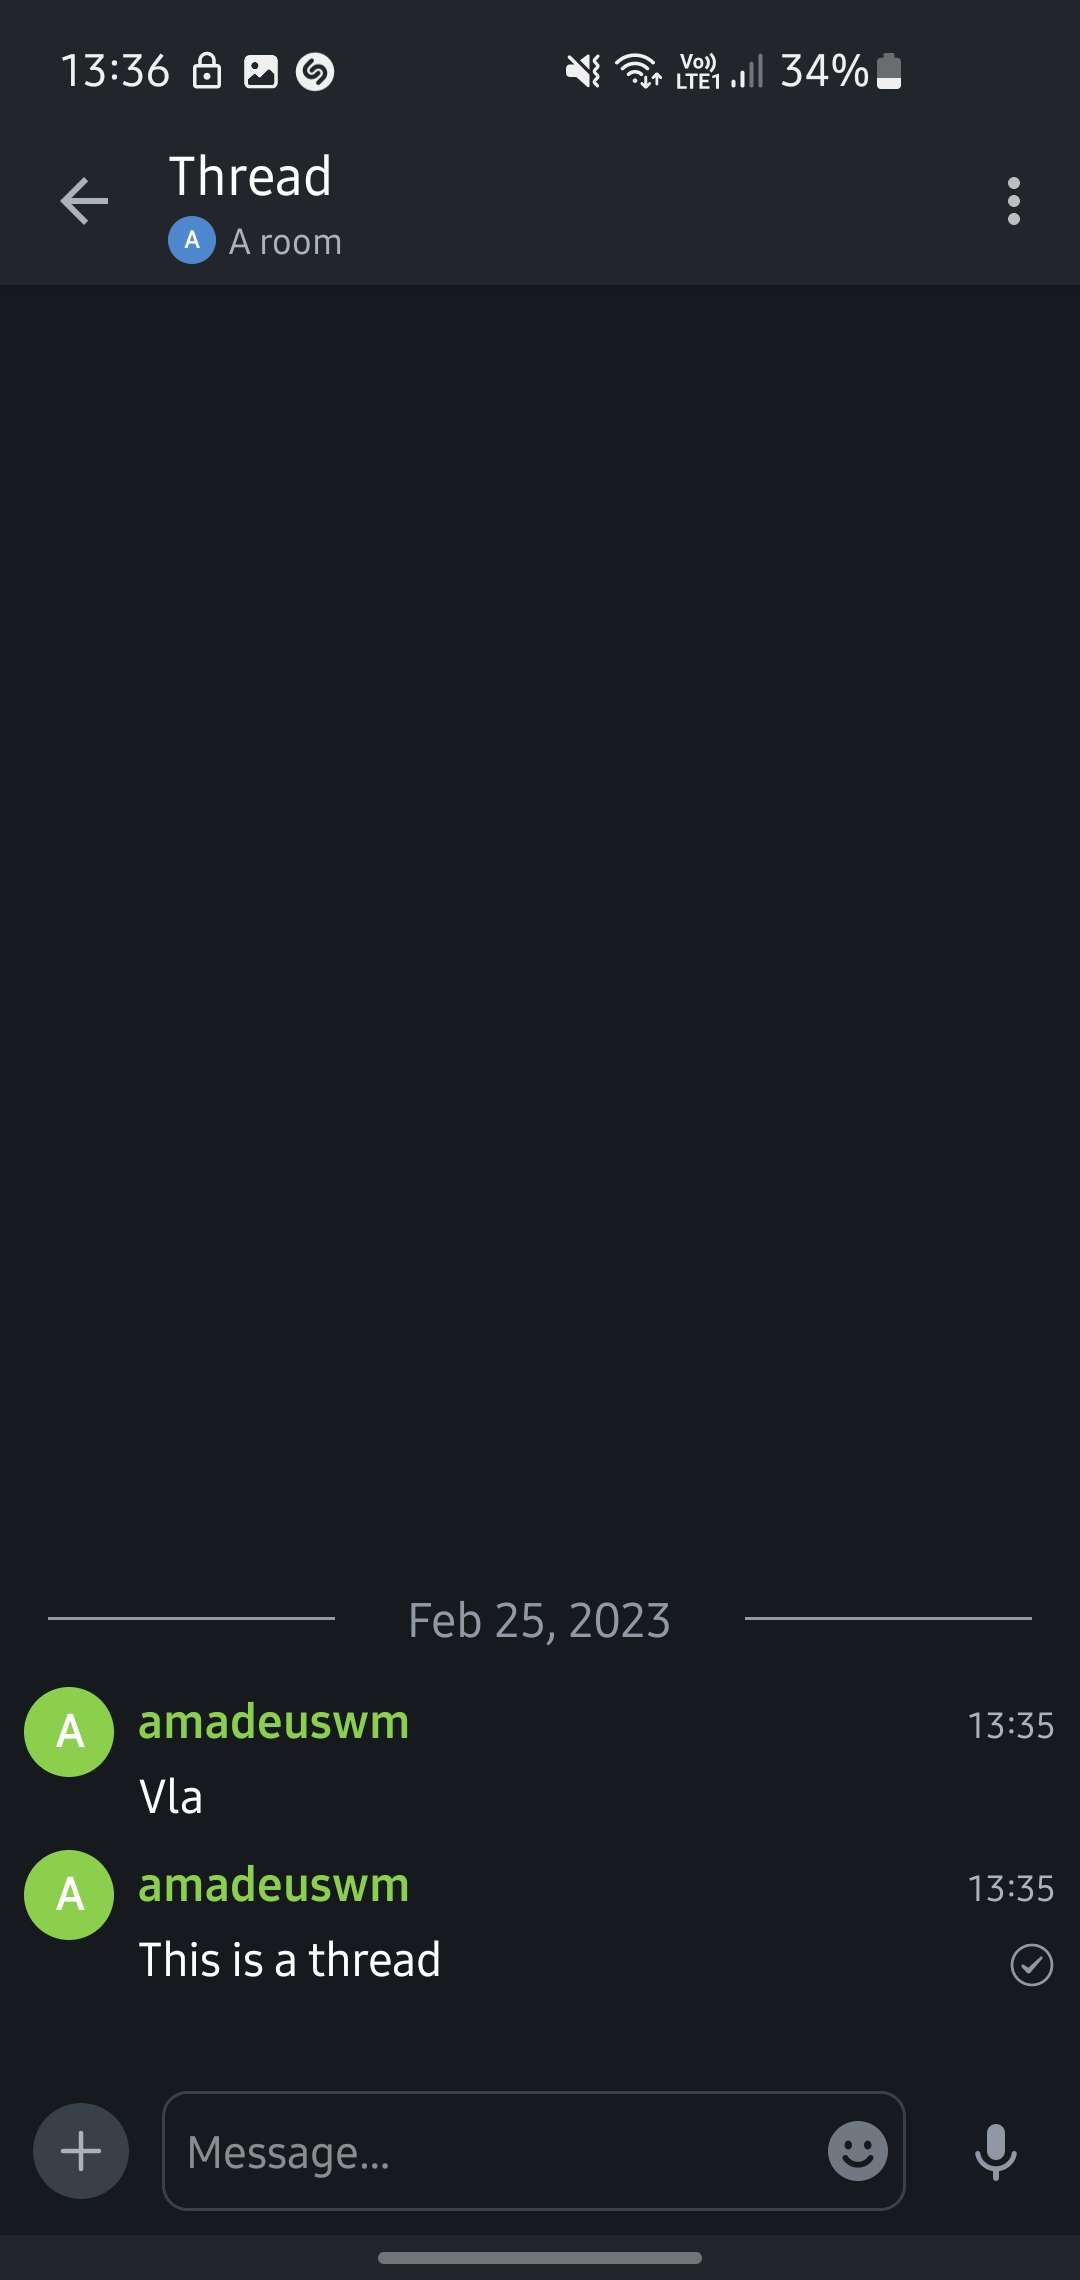 13:36 Vo)) LTE1 34%
Thread
A A room
Feb 25, 2023
A amadeuswm 13:35
Vla
A amadeuswm 13:35
This is a thread
Message...